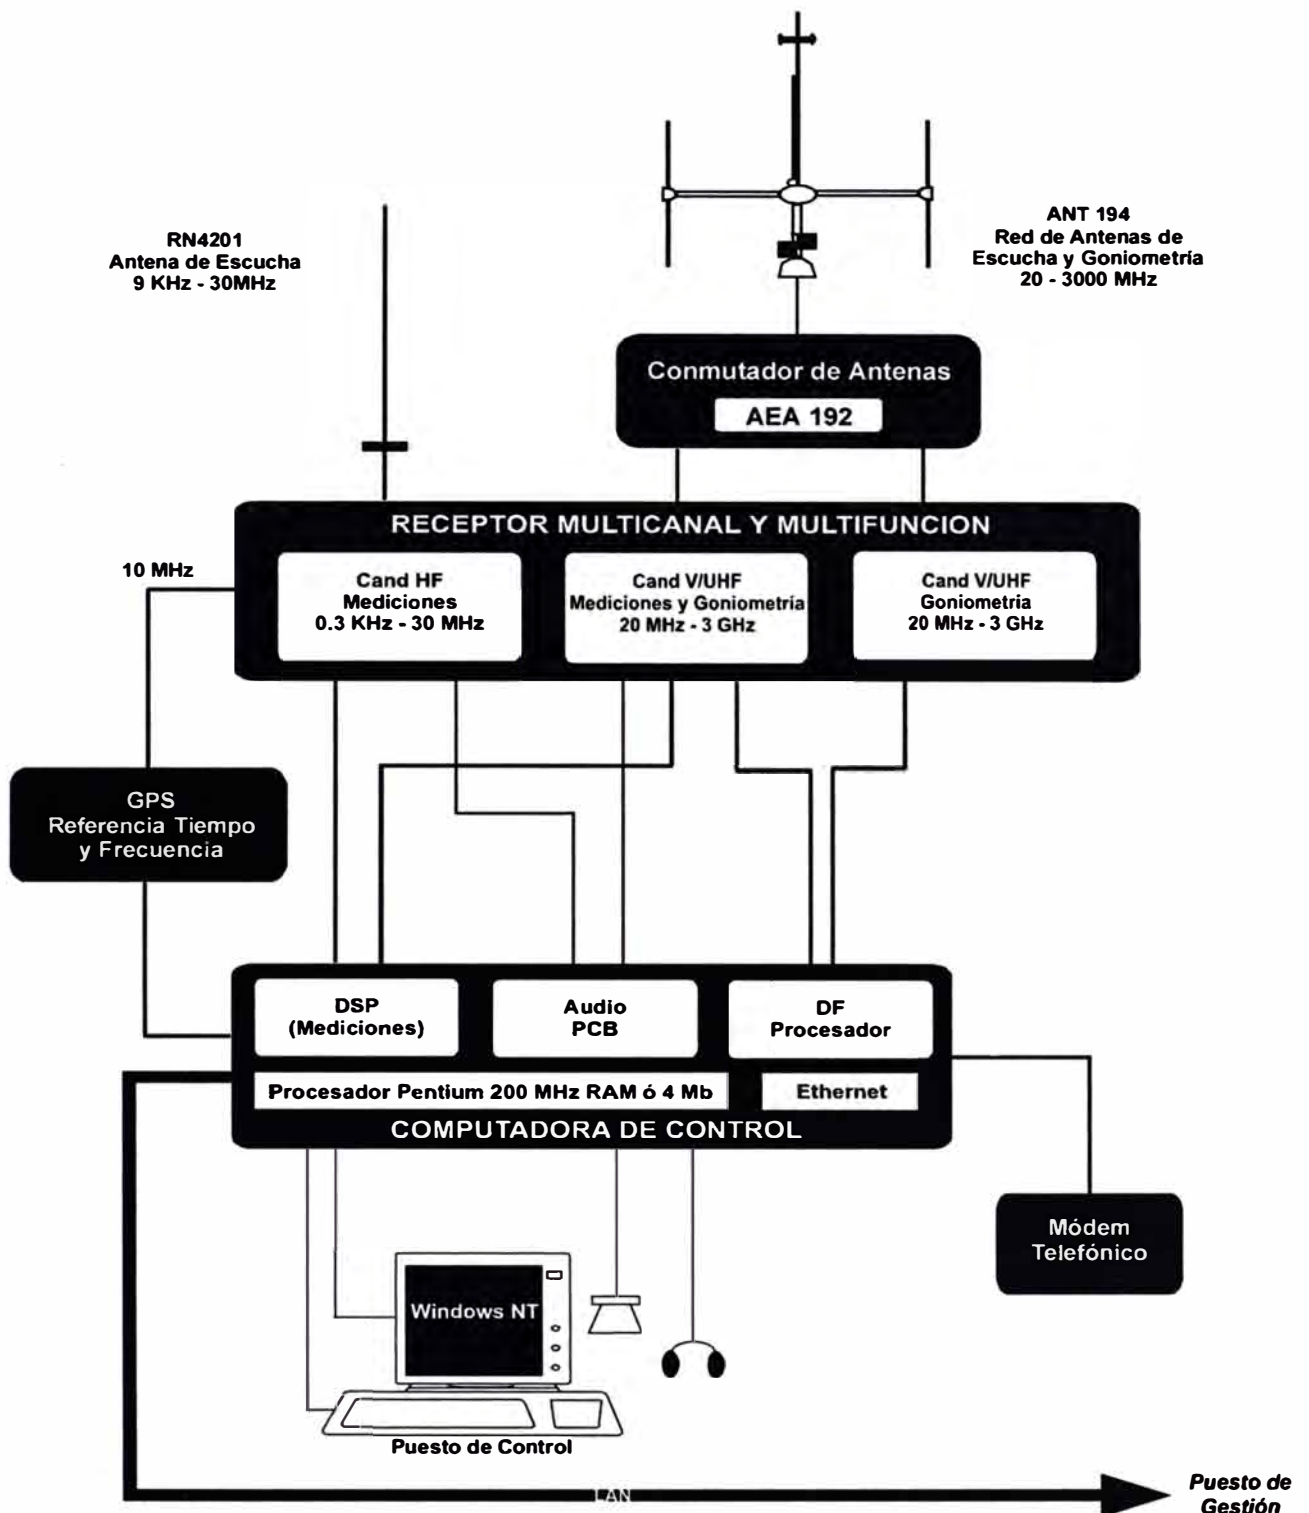 RN4201
Antena de Escucha
9 KHz - 30MHz
ANT 194
Red de Antenas de
Escucha y Goniometría
20 - 3000 MHz
Conmutador de Antenas
AEA 192
RECEPTOR MULTICANAL Y MULTIFUNCION
10 MHz
Cand HF
Mediciones
0.3 KHz - 30 MHz
Cand V/UHF
Mediciones y Goniometría
20 MHz - 3 GHz
Cand V/UHF
Goniometría
20 MHz - 3 GHz
GPS
Referencia Tiempo
y Frecuencia
DSP
(Mediciones)
Audio
PCB
DF
Procesador
Procesador Pentium 200 MHz RAM ó 4 Mb
Ethernet
COMPUTADORA DE CONTROL
Módem
Telefónico
Windows NT
Puesto de Control
LAN
Puesto de
Gestión